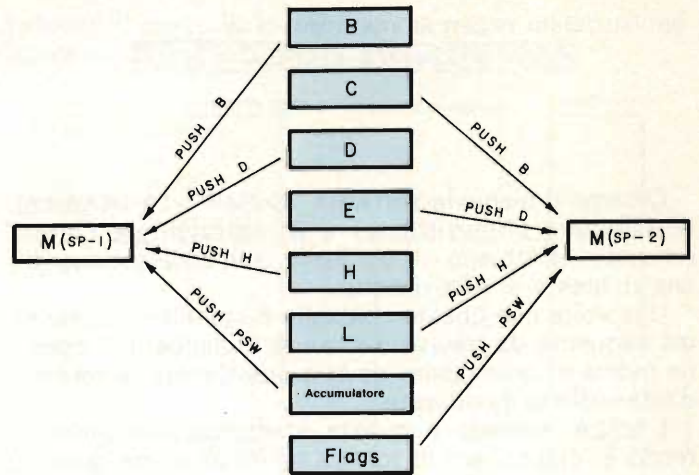 B
C
D
E
H
L
Accumulatore
Flags
M(SP-1)
M(SP-2)
PUSH B
PUSH D
PUSH H
PUSH PSW
PUSH B
PUSH D
PUSH H
PUSH PSW